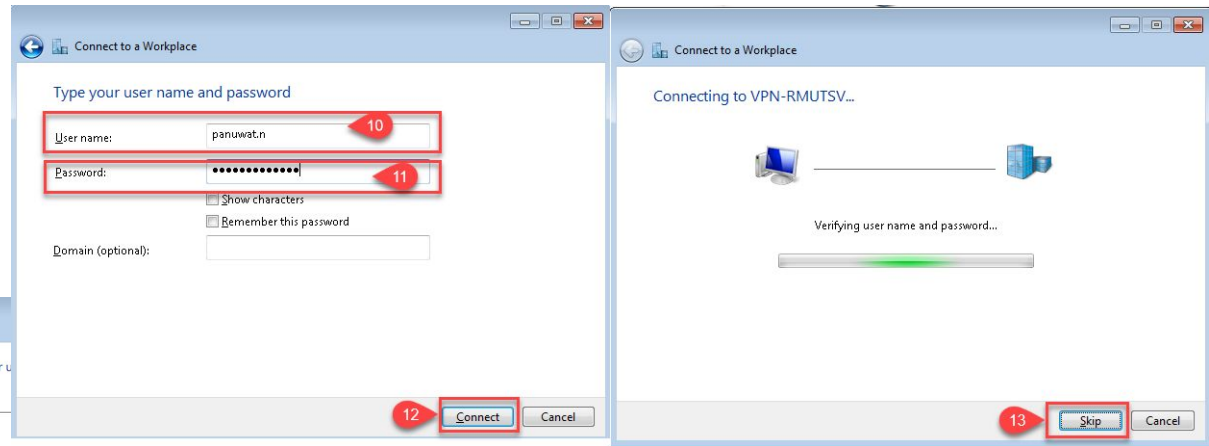 Connect to a Workplace
Type your user name and password
User name:
panuwat.n
10
Password:
●●●●●●●●●●●●●
11
Show characters
Remember this password
Domain (optional):
12
Connect
Cancel
Connect to a Workplace
Connecting to VPN-RMUTSV...
Verifying user name and password...
13
Skip
Cancel